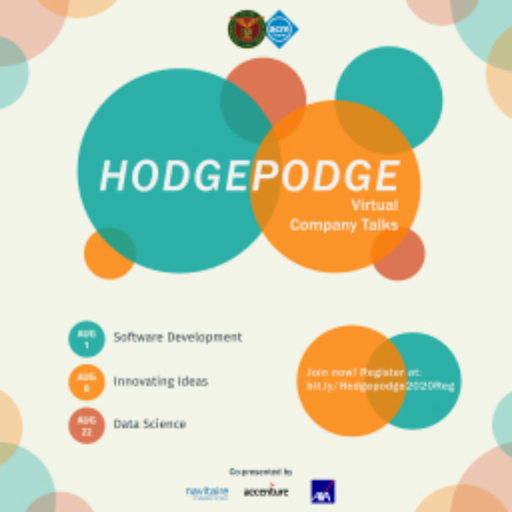 acm
HODGEPODGE
Virtual
Company Talks
AUG
1
Software Development
AUG
8
Innovating Ideas
AUG
22
Data Science
Join now! Register at:
bit.ly/Hodgepodge2020Reg
Co-presented by
navitaire
accenture
AXA